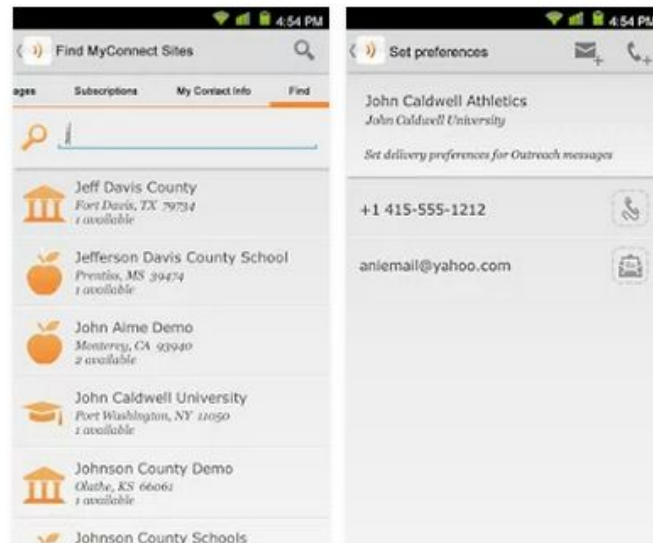 4:54 PM
Find MyConnect Sites
ages Subscriptions My Contact Info Find
Jeff Davis County
Fort Davis, TX 79734
1 available
Jefferson Davis County School
Prentiss, MS 39474
1 available
John Aime Demo
Monterey, CA 93940
2 available
John Caldwell University
Port Washington, NY 11050
1 available
Johnson County Demo
Olathe, KS 66061
1 available
Johnson County Schools
4:54 PM
Set preferences
John Caldwell Athletics
John Caldwell University
Set delivery preferences for Outreach messages
+1 415-555-1212
aniemail@yahoo.com